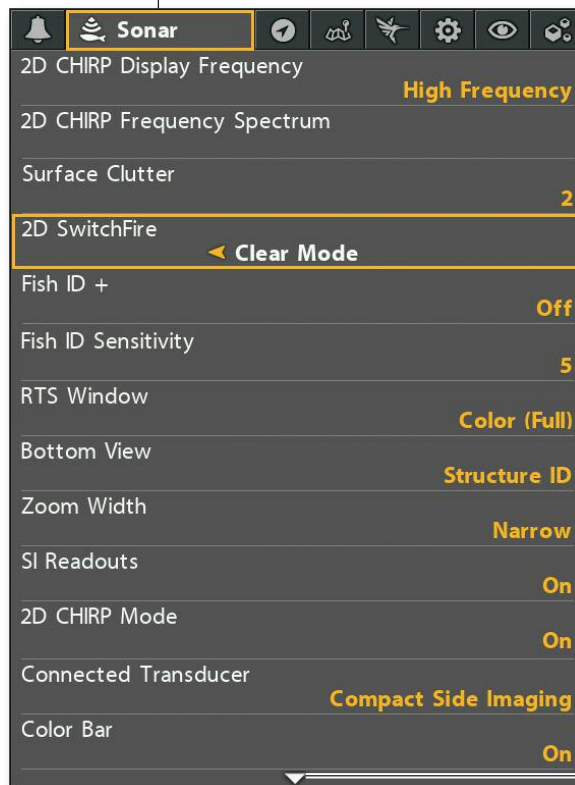 Sonar
2D CHIRP Display Frequency
High Frequency
2D CHIRP Frequency Spectrum
Surface Clutter
2
2D SwitchFire
Clear Mode
Fish ID +
Off
Fish ID Sensitivity
5
RTS Window
Color (Full)
Bottom View
Structure ID
Zoom Width
Narrow
SI Readouts
On
2D CHIRP Mode
On
Connected Transducer
Compact Side Imaging
Color Bar
On